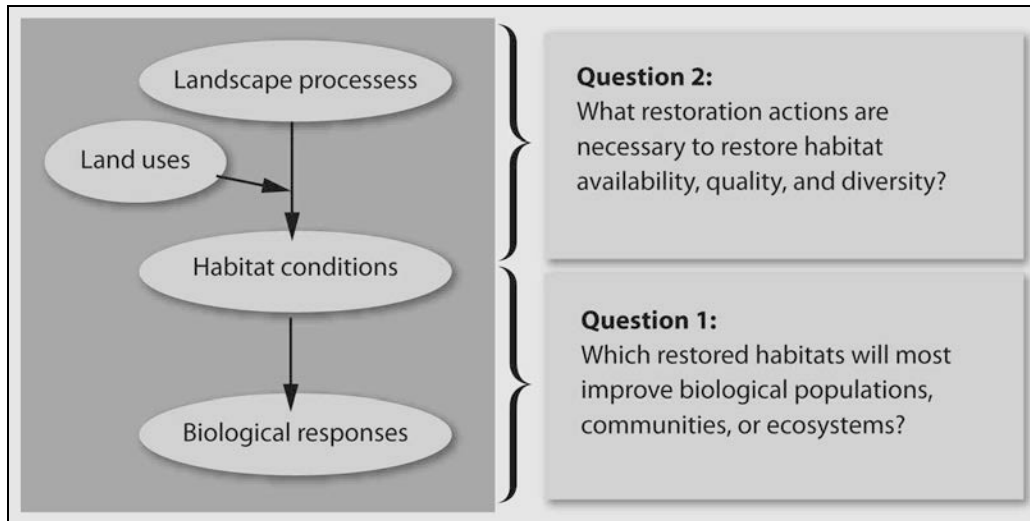 Landscape processess
Land uses
Habitat conditions
Biological responses
Question 2:
What restoration actions are
necessary to restore habitat
availability, quality, and diversity?
Question 1:
Which restored habitats will most
improve biological populations,
communities, or ecosystems?